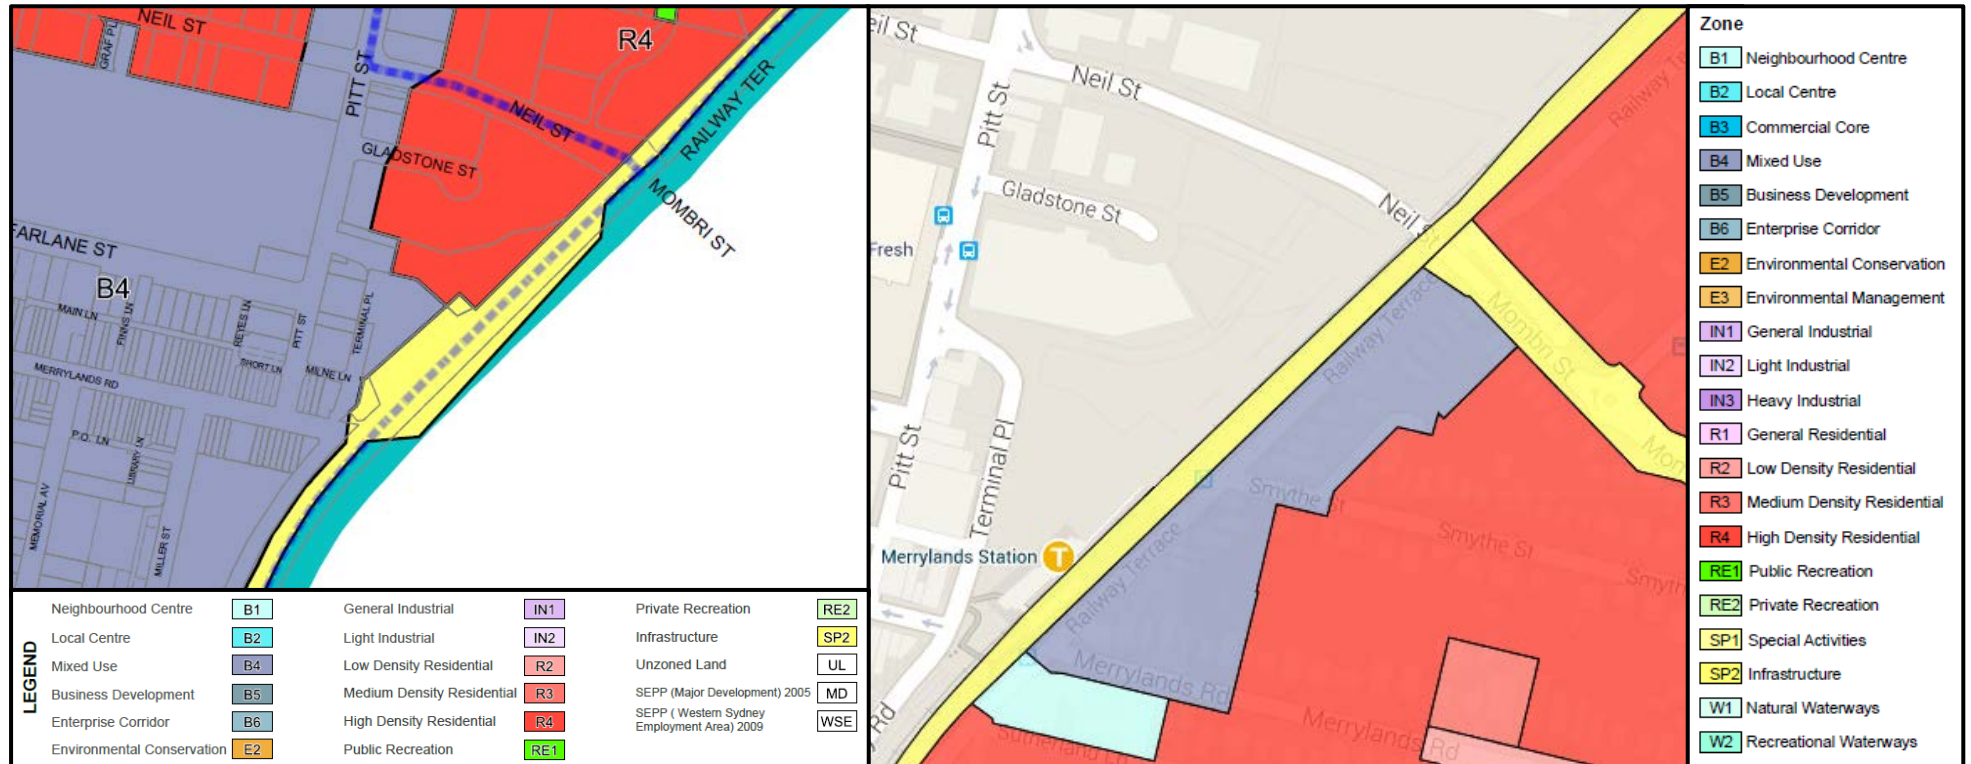 NEIL ST
GRAF PL
PITT ST
R4
RAILWAY TER
NEIL ST
GLADSTONE ST
MOMBRI ST
FARLANE ST
B4
MAIN LN
FINNS LN
REYES LN
PITT ST
TERMINAL PL
SHORT LN
MILNE LN
MERRYLANDS RD
P.O. LN
LIBRARY LN
MEMORIAL AV
MILLER ST
LEGEND
Neighbourhood Centre B1
Local Centre B2
Mixed Use B4
Business Development B5
Enterprise Corridor B6
Environmental Conservation E2
General Industrial IN1
Light Industrial IN2
Low Density Residential R2
Medium Density Residential R3
High Density Residential R4
Public Recreation RE1
Private Recreation RE2
Infrastructure SP2
Unzoned Land UL
SEPP (Major Development) 2005 MD
SEPP ( Western Sydney
Employment Area) 2009 WSE
eil St
Neil St
Pitt St
Gladstone St
Neil St
Fresh
Railway Te
Railway Terrace
Mombri St
Mom
Pitt St
Terminal Pl
Smythe St
Smythe St
Smyth
Merrylands Station T
Railway Terrace
Railway Terrace
Merrylands Rd
Merrylands Rd
Sutherland Ln
y Rd
Zone
B1 Neighbourhood Centre
B2 Local Centre
B3 Commercial Core
B4 Mixed Use
B5 Business Development
B6 Enterprise Corridor
E2 Environmental Conservation
E3 Environmental Management
IN1 General Industrial
IN2 Light Industrial
IN3 Heavy Industrial
R1 General Residential
R2 Low Density Residential
R3 Medium Density Residential
R4 High Density Residential
RE1 Public Recreation
RE2 Private Recreation
SP1 Special Activities
SP2 Infrastructure
W1 Natural Waterways
W2 Recreational Waterways